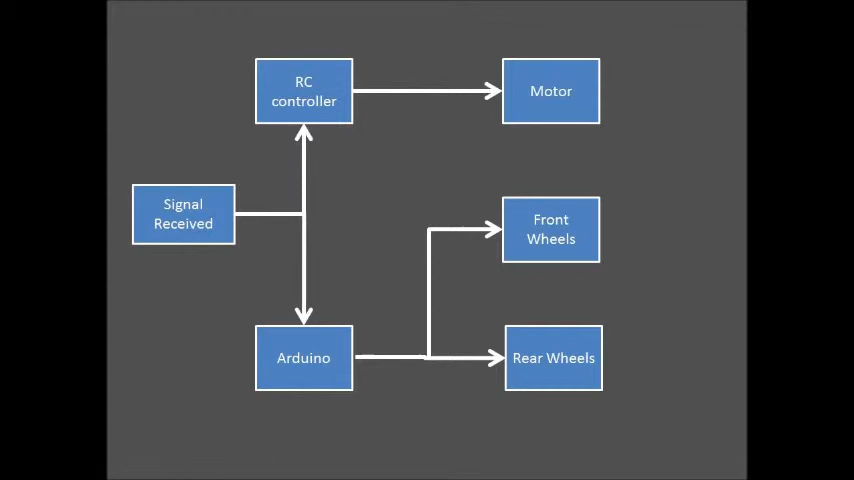 RC
controller
Motor
Signal
Received
Front
Wheels
Arduino
Rear Wheels